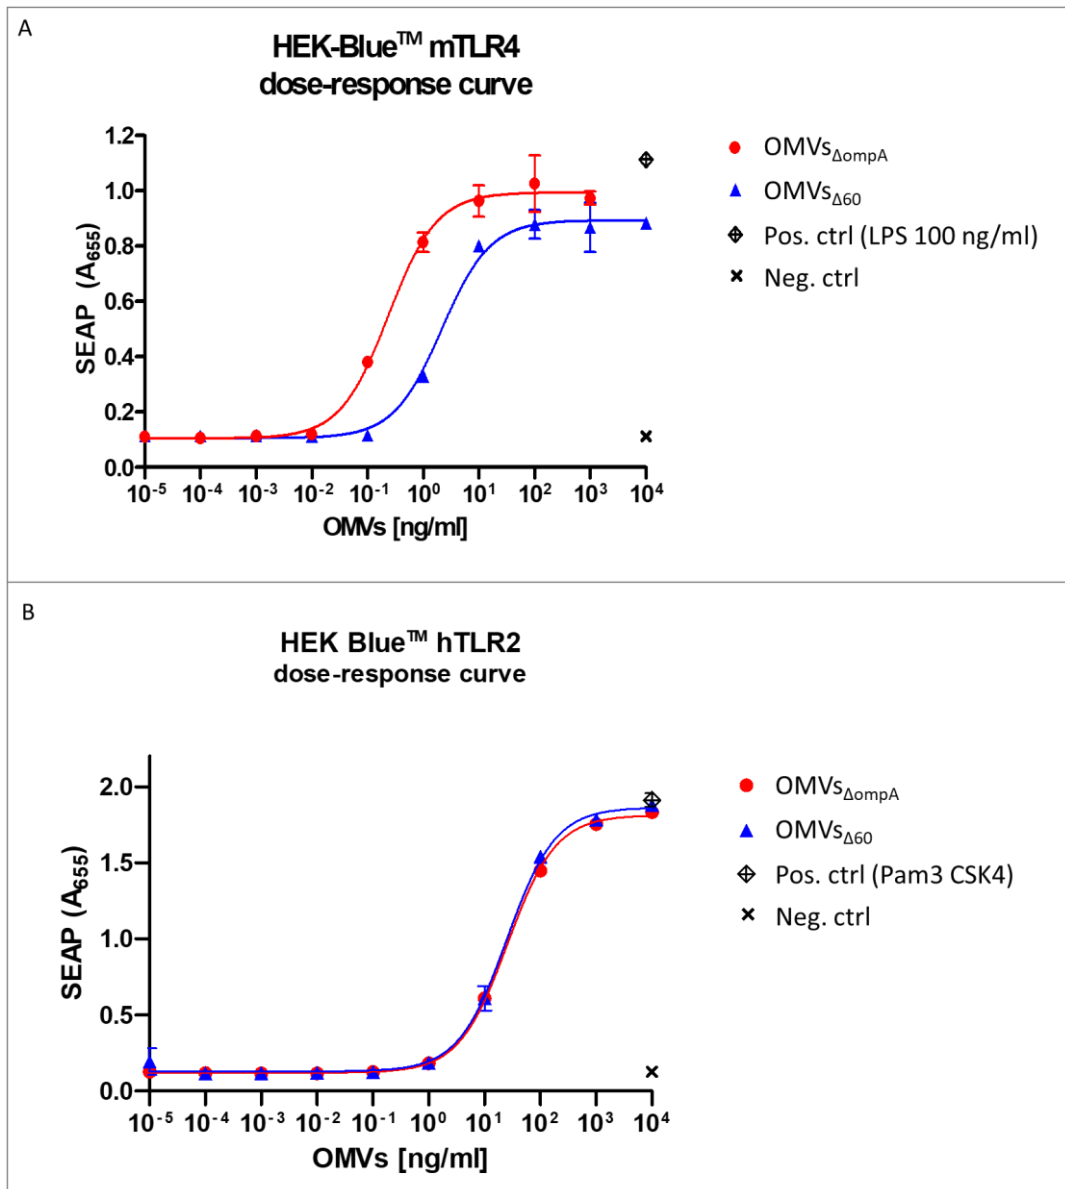 A
HEK-Blue™ mTLR4
dose-response curve
SEAP (A₆₅₅)
1.2
1.0
0.8
0.6
0.4
0.2
0.0
10⁻⁵ 10⁻⁴ 10⁻³ 10⁻² 10⁻¹ 10⁰ 10¹ 10² 10³ 10⁴
OMVs [ng/ml]
OMVs_ΔompA
OMVs_Δ60
Pos. ctrl (LPS 100 ng/ml)
Neg. ctrl
B
HEK Blue™ hTLR2
dose-response curve
SEAP (A₆₅₅)
2.0
1.5
1.0
0.5
0.0
10⁻⁵ 10⁻⁴ 10⁻³ 10⁻² 10⁻¹ 10⁰ 10¹ 10² 10³ 10⁴
OMVs [ng/ml]
OMVs_ΔompA
OMVs_Δ60
Pos. ctrl (Pam3 CSK4)
Neg. ctrl